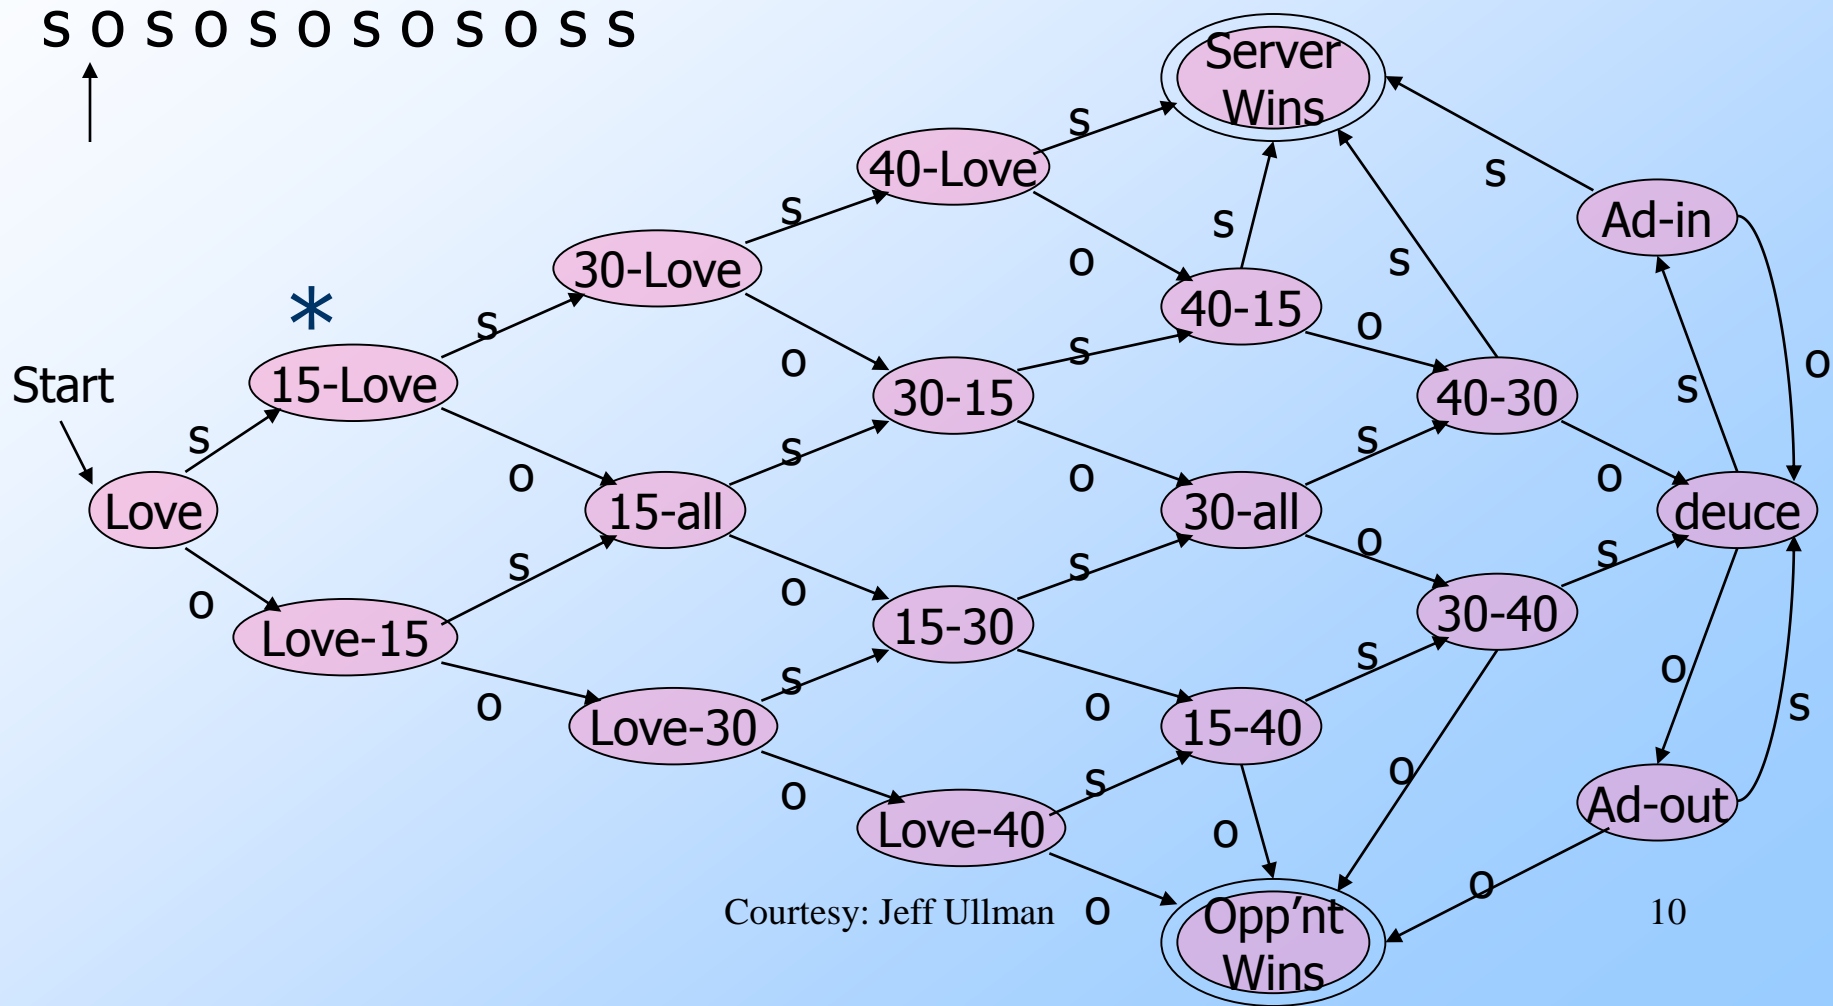 s o s o s o s o s o s s
Server
Wins
s
40-Love
s
s
Ad-in
s
30-Love
s
o
s
40-15
*
s
o
s
o
o
Start
15-Love
30-15
40-30
s
s
o
s
s
o
o
o
Love
15-all
30-all
deuce
s
o
s
o
s
o
o
Love-15
15-30
30-40
s
s
o
o
o
s
Love-30
15-40
s
o
o
o
Love-40
Ad-out
o
o
Courtesy: Jeff Ullman
o
Opp'nt
Wins
10